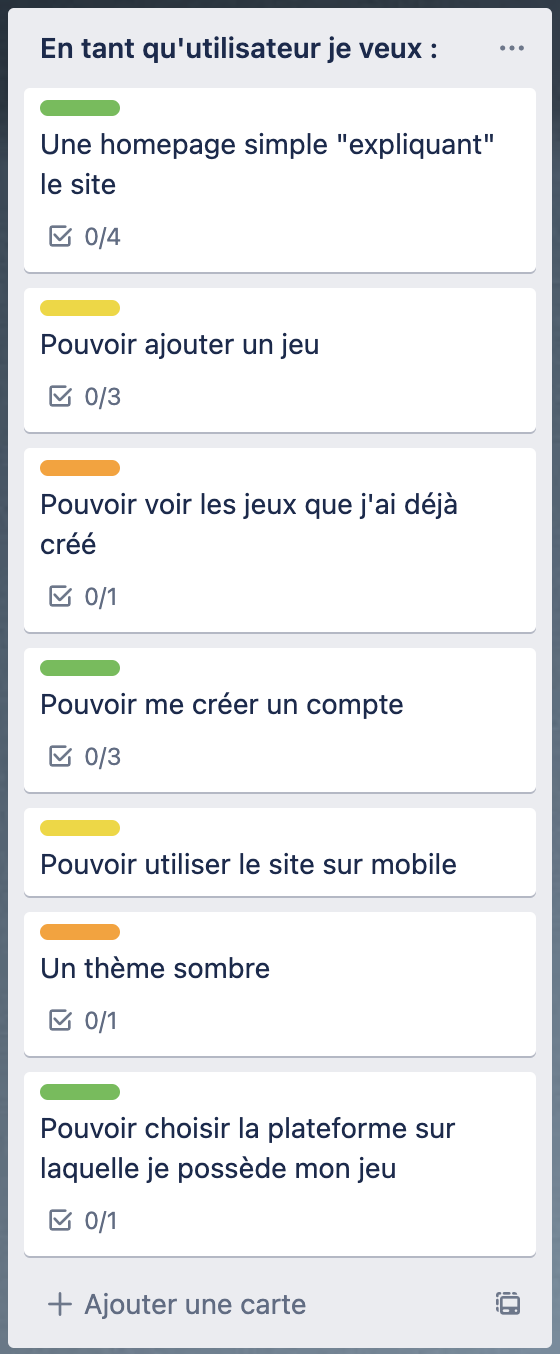 En tant qu'utilisateur je veux :
Une homepage simple "expliquant"
le site
0/4
Pouvoir ajouter un jeu
0/3
Pouvoir voir les jeux que j'ai déjà
créé
0/1
Pouvoir me créer un compte
0/3
Pouvoir utiliser le site sur mobile
Un thème sombre
0/1
Pouvoir choisir la plateforme sur
laquelle je possède mon jeu
0/1
Ajouter une carte